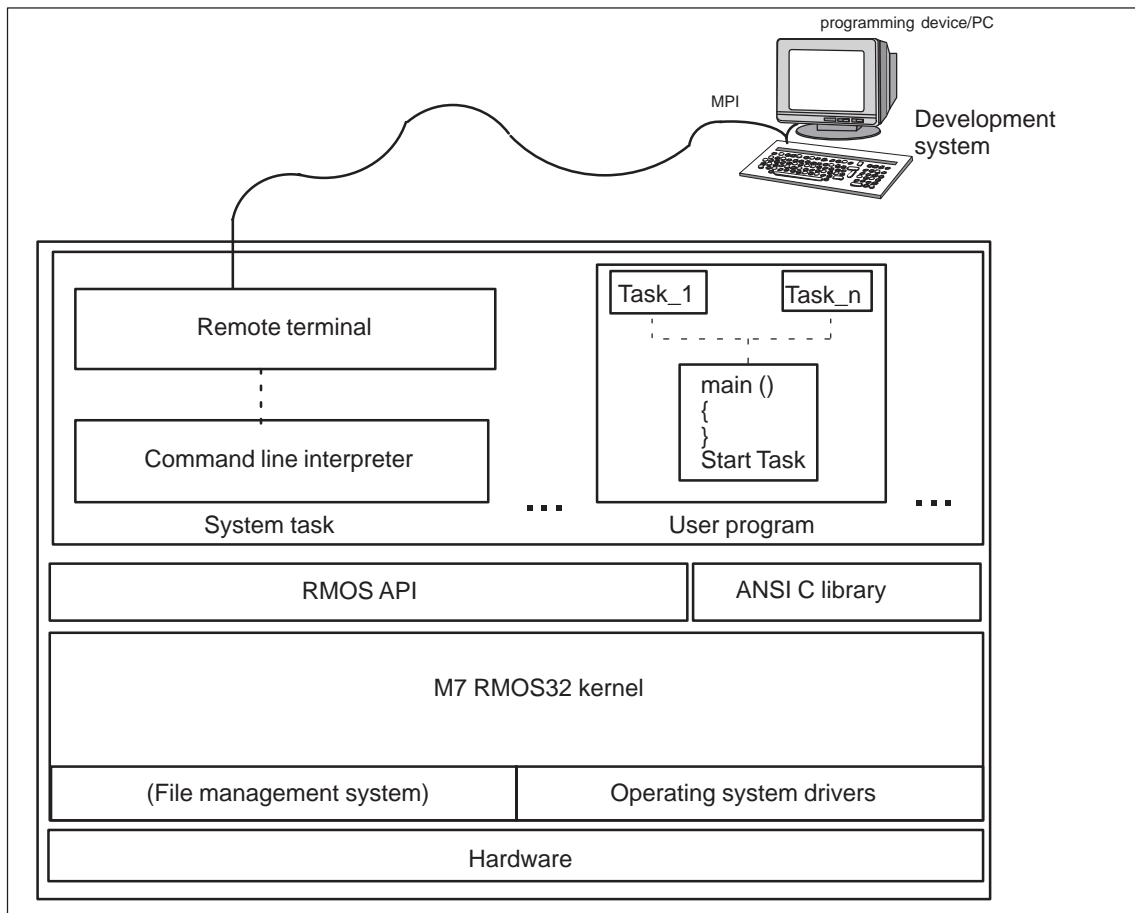 programming device/PC
MPI
Development
system
Task_1
Task_n
Remote terminal
main ()
{
}
Start Task
Command line interpreter
...
...
System task
User program
RMOS API
ANSI C library
M7 RMOS32 kernel
(File management system)
Operating system drivers
Hardware